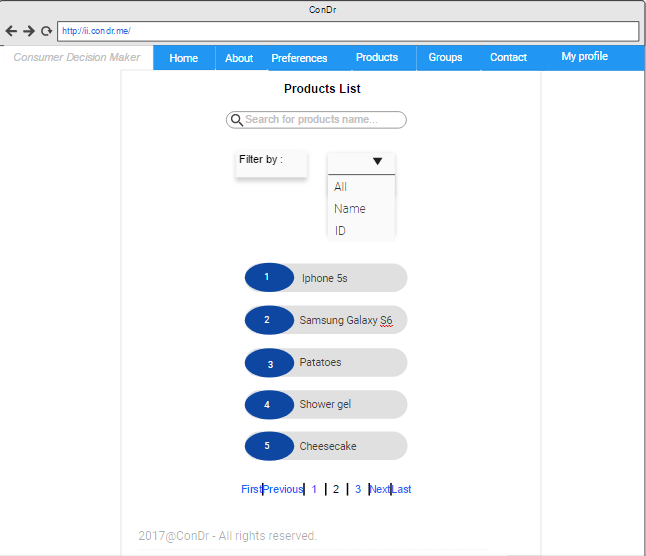 ConDr
http://ii.condr.me/
Consumer Decision Maker Home About Preferences Products Groups Contact My profile
Products List
Search for products name...
Filter by :
All
Name
ID
1 Iphone 5s
2 Samsung Galaxy S6
3 Patatoes
4 Shower gel
5 Cheesecake
First Previous 1 2 3 Next Last
2017@ConDr - All rights reserved.